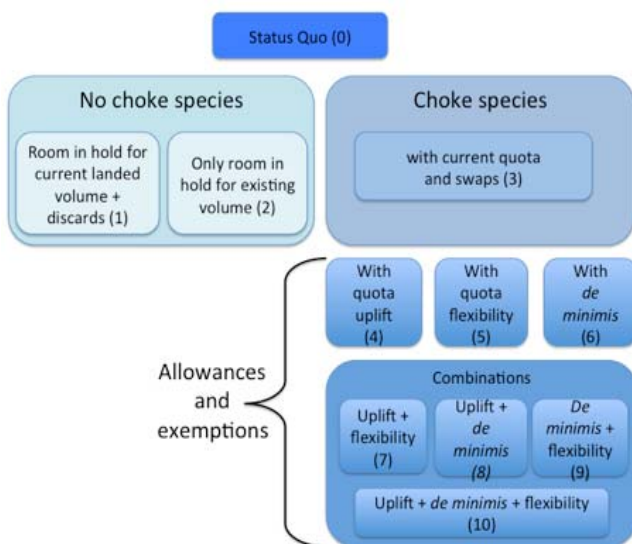 Status Quo (0)
No choke species
Room in hold for
current landed
volume +
discards (1)
Only room in
hold for existing
volume (2)
Choke species
with current quota
and swaps (3)
Allowances
and
exemptions
With
quota
uplift
(4)
With
quota
flexibility
(5)
With de
minimis
(6)
Combinations
Uplift +
flexibility
(7)
Uplift +
de
minimis
(8)
De
minimis +
flexibility
(9)
Uplift + de minimis + flexibility
(10)